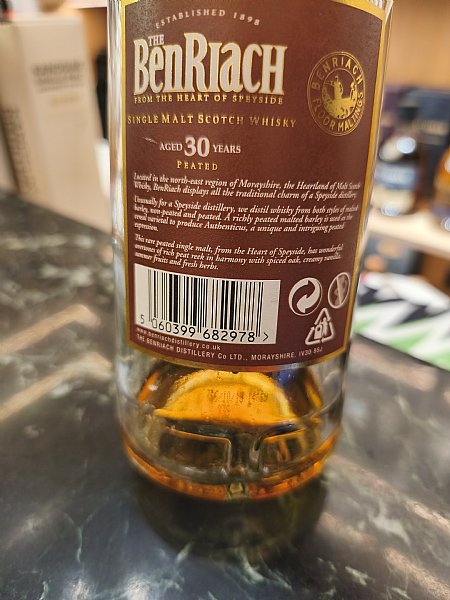 ESTABLISHED 1898
THE
BENRIACH
FROM THE HEART OF SPEYSIDE
SINGLE MALT SCOTCH WHISKY
AGED 30 YEARS
PEATED
BENRIACH
FLOOR MALTINGS
Located in the north-east region of Morayshire, the Heartland of Malt Scotch
Whisky, BenRiach displays all the traditional charm of a Speyside distillery.
Unusually for a Speyside distillery, we distil whisky from both styles of malted
barley, non-peated and peated. A richly peated malted barley is used as the
cereal varietal to produce Authenticus, a unique and intriguing peated
expression.
This rare peated single malt, from the Heart of Speyside, has wonderful
overtones of rich peat reek in harmony with spiced oak, creamy vanilla,
summer fruits and fresh herbs.
5 060399 682978 >
www.benriachdistillery.co.uk
THE BENRIACH DISTILLERY Co LTD., MORAYSHIRE, IV30 8SJ